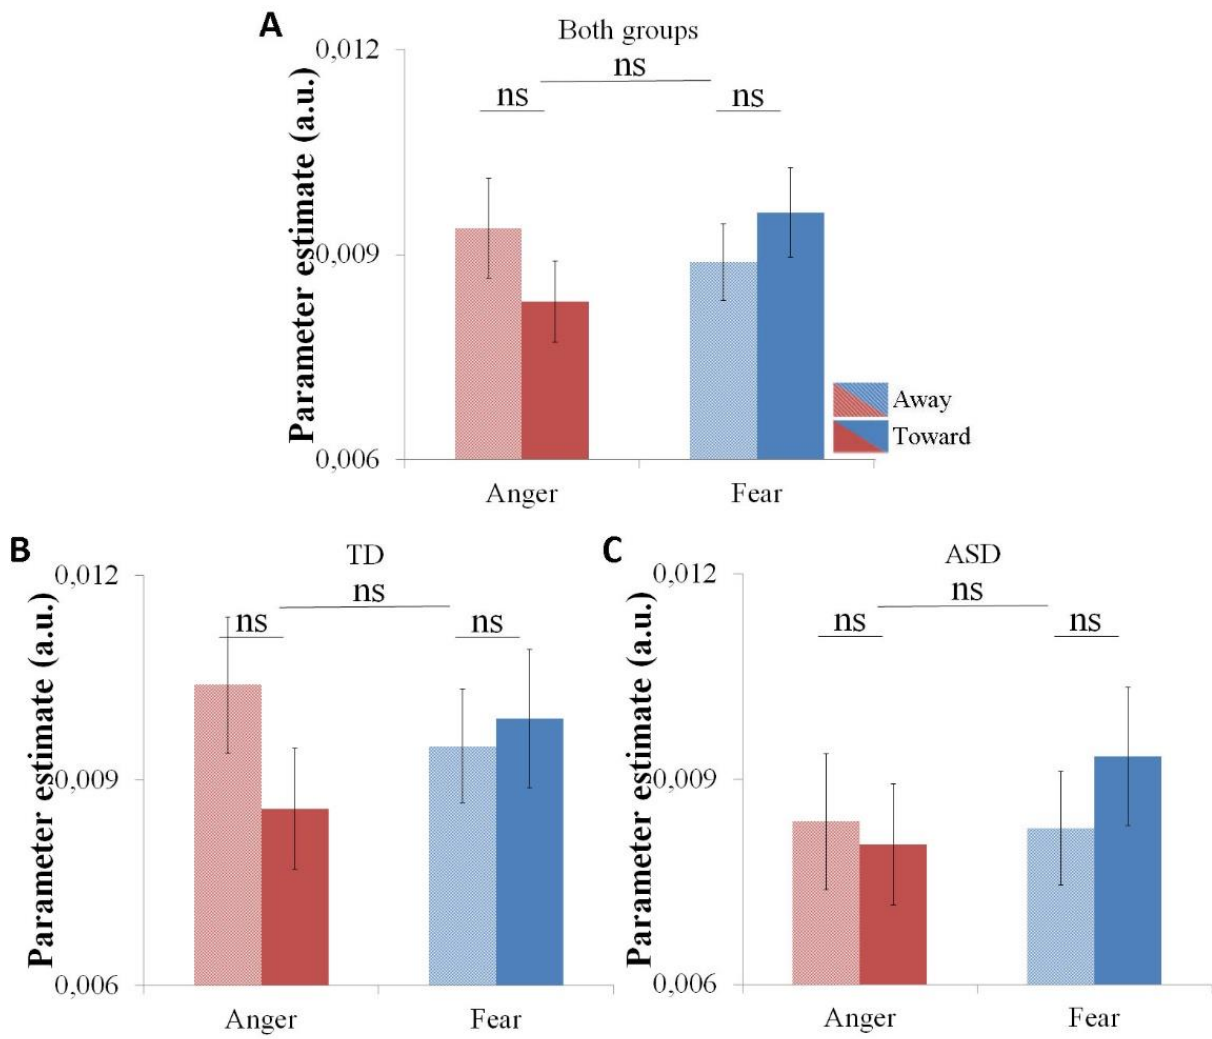 A
Both groups
0,012
ns
ns
ns
Parameter estimate (a.u.)
0,009
0,006
Anger
Fear
Away
Toward
B
TD
0,012
ns
ns
ns
Parameter estimate (a.u.)
0,009
0,006
Anger
Fear
C
ASD
0,012
ns
ns
ns
Parameter estimate (a.u.)
0,009
0,006
Anger
Fear